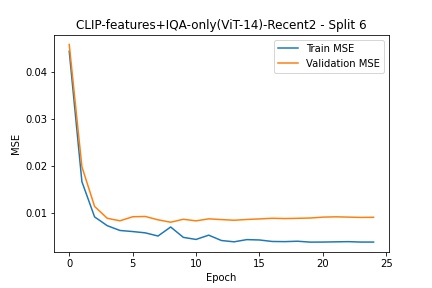 CLIP-features+IQA-only(ViT-14)-Recent2 - Split 6
Train MSE
Validation MSE
0.04
0.03
0.02
0.01
MSE
0 5 10 15 20 25
Epoch